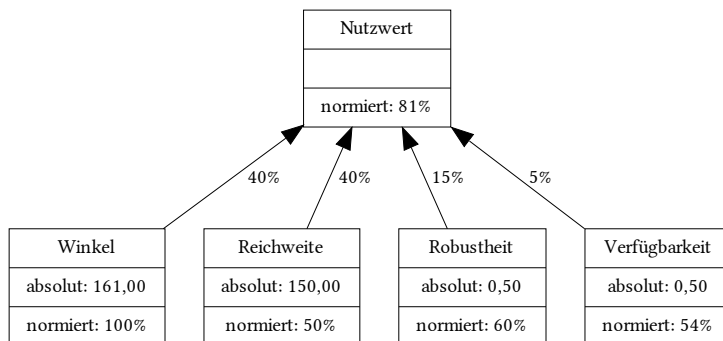 Nutzwert
normiert: 81%
40%
40%
15%
5%
Winkel
absolut: 161,00
normiert: 100%
Reichweite
absolut: 150,00
normiert: 50%
Robustheit
absolut: 0,50
normiert: 60%
Verfügbarkeit
absolut: 0,50
normiert: 54%